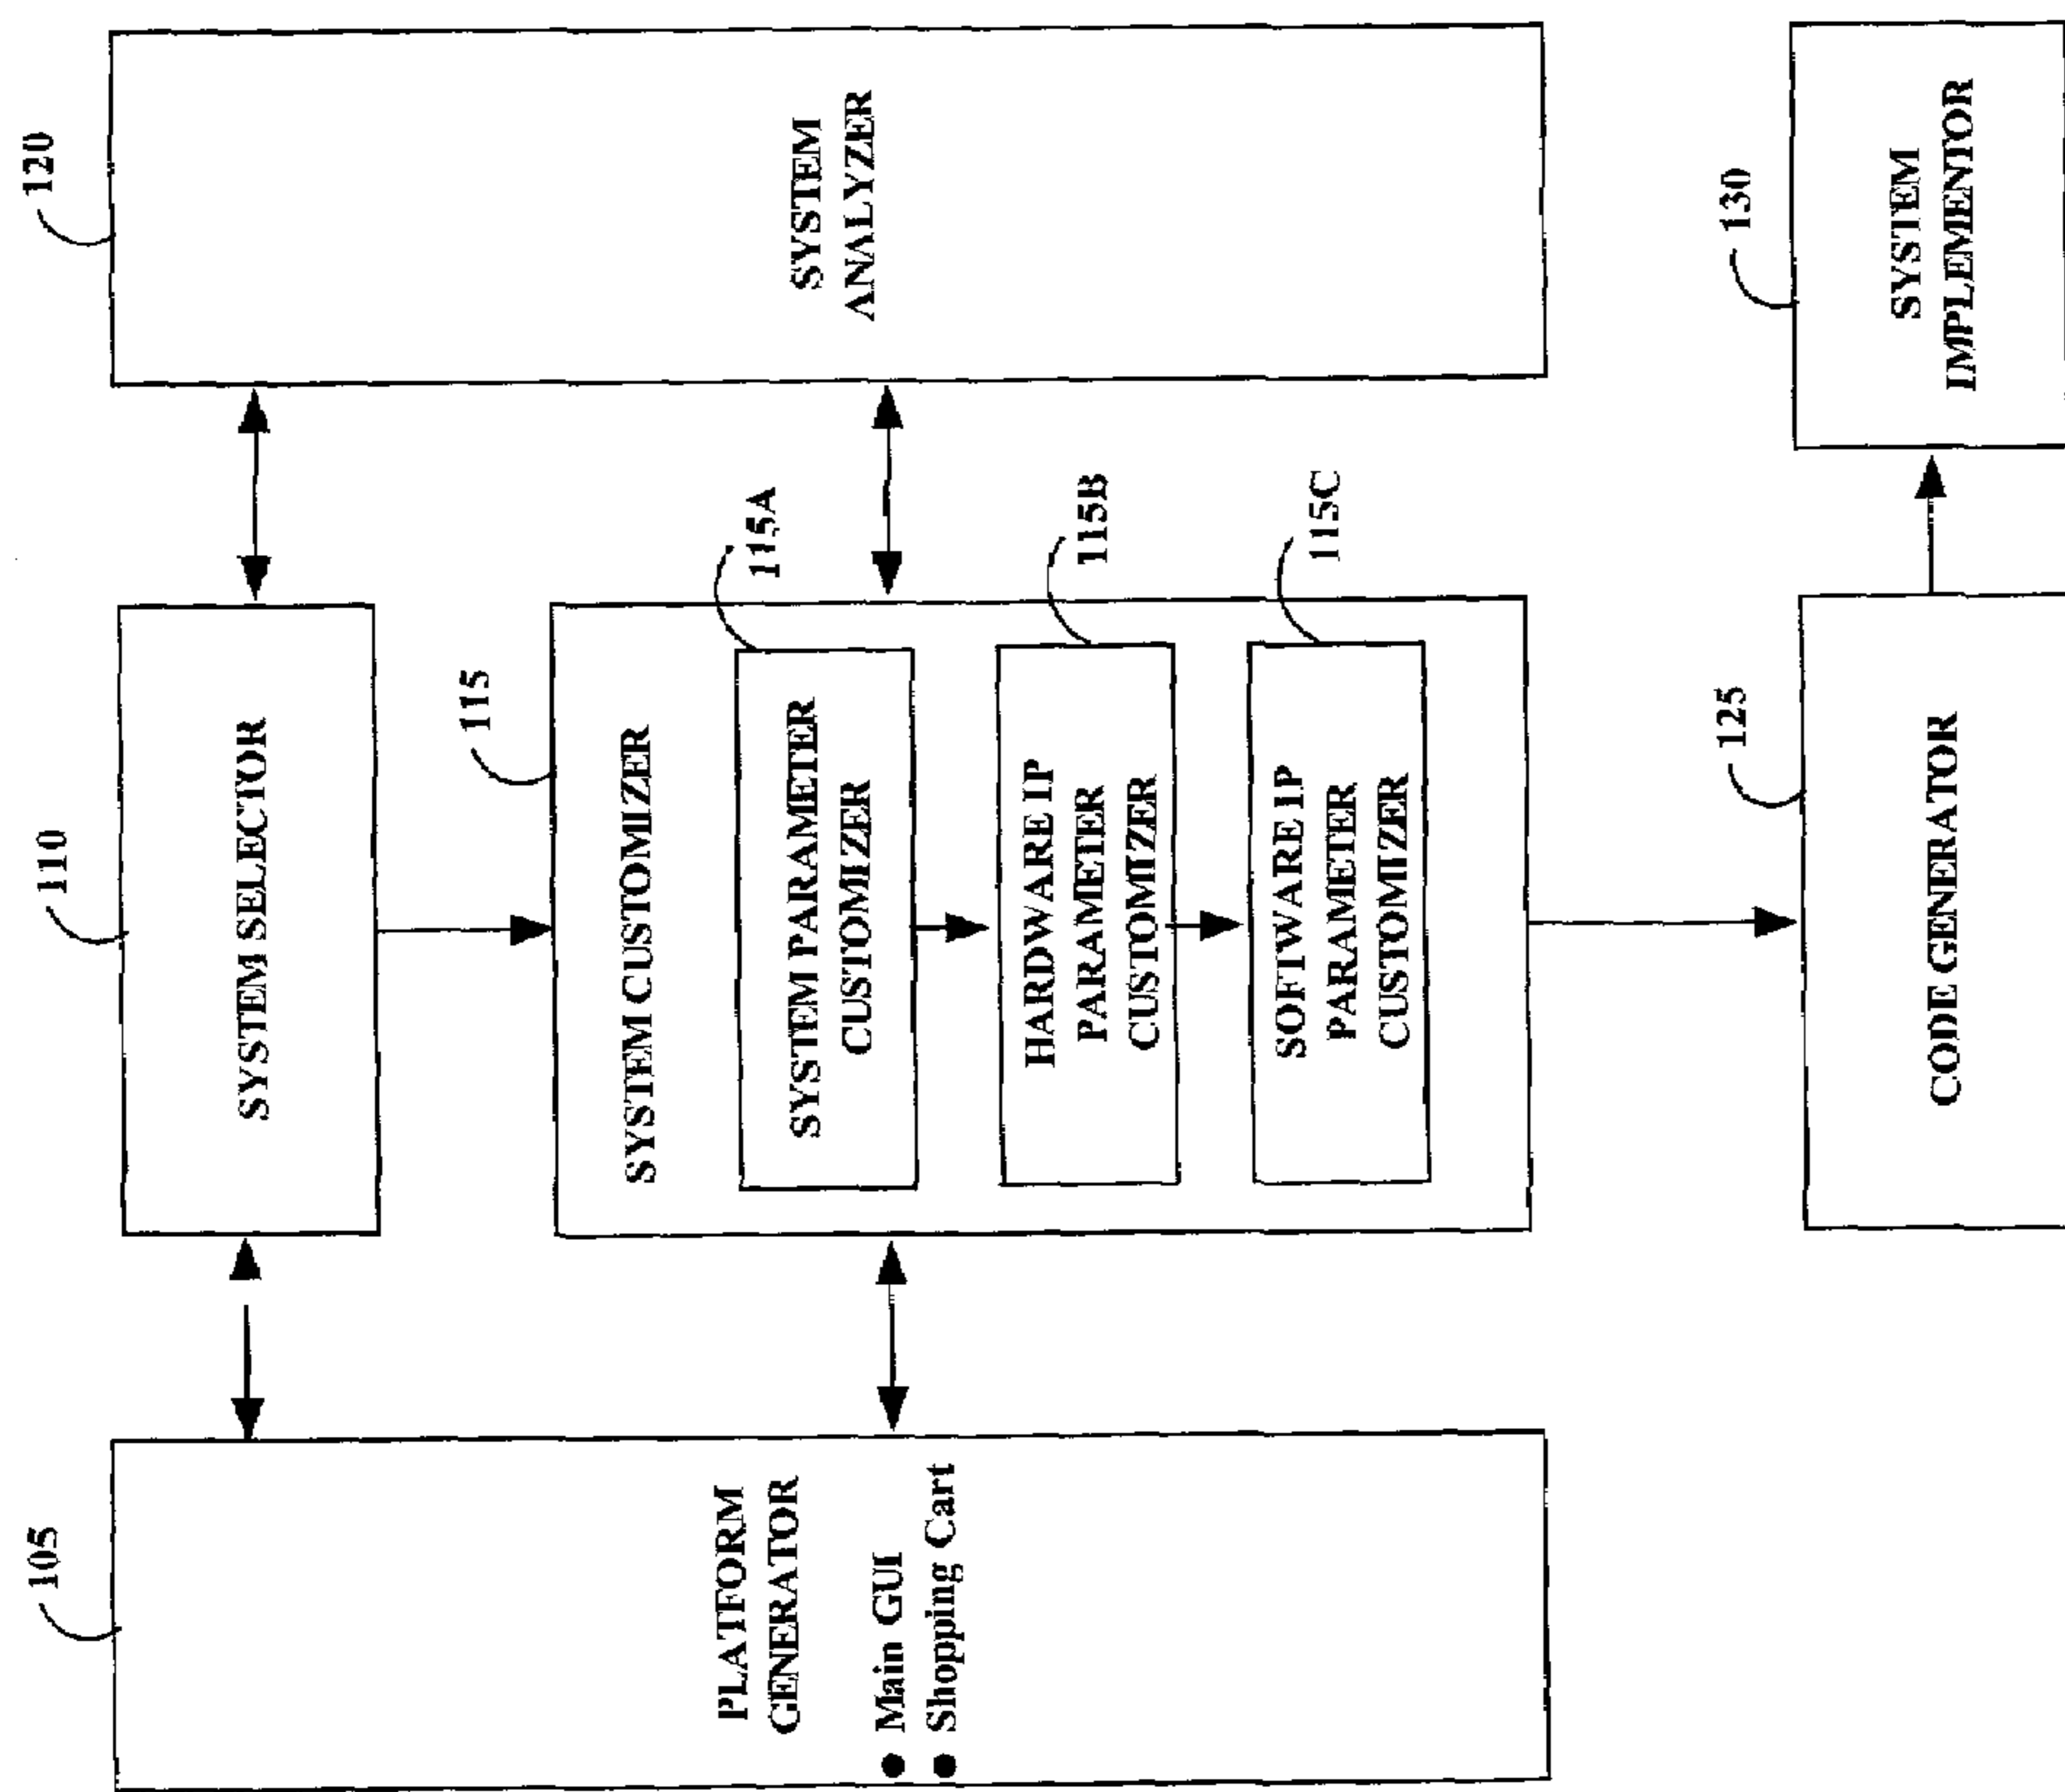 105
PLATFORM
GENERATOR
● Main GUI
● Shopping Cart
110
SYSTEM SELECTOR
115
SYSTEM CUSTOMIZER
115A
SYSTEM PARAMETER
CUSTOMIZER
115B
HARDWARE IP
PARAMETER
CUSTOMIZER
115C
SOFTWARE IP
PARAMETER
CUSTOMIZER
120
SYSTEM
ANALYZER
125
CODE GENERATOR
130
SYSTEM
IMPLEMENTOR